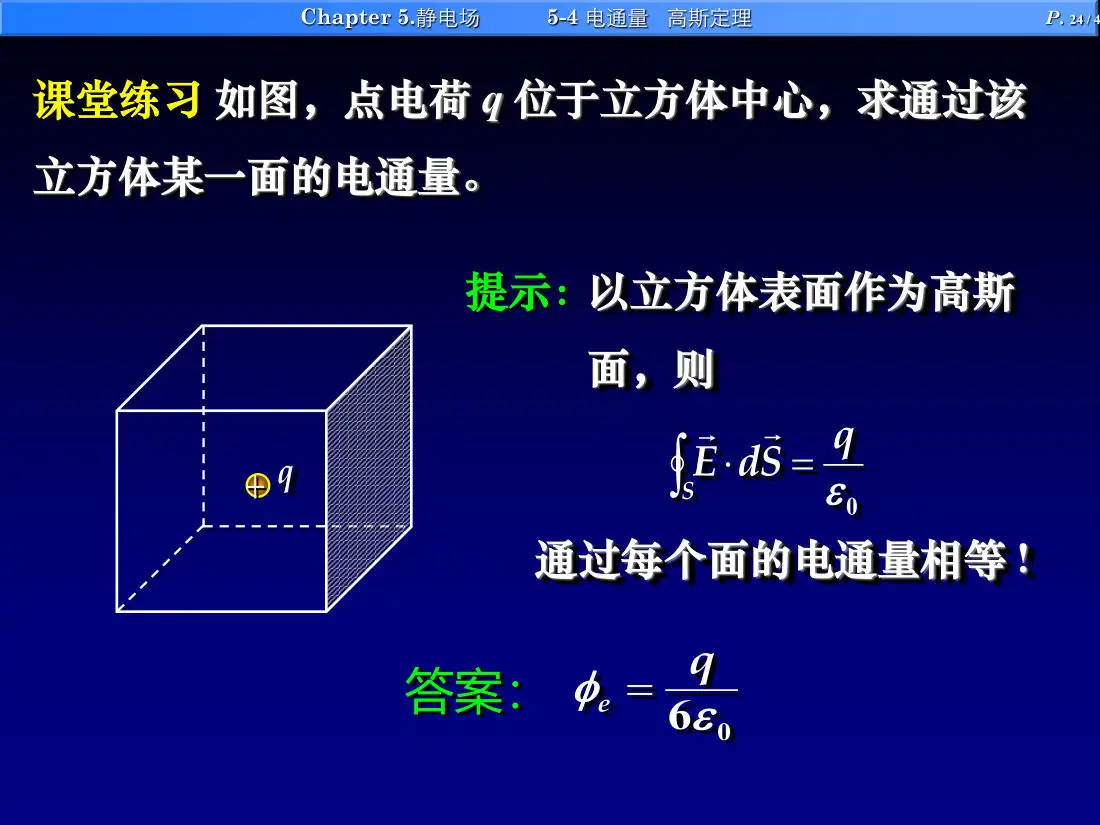 Chapter 5.静电场 5-4 电通量 高斯定理 P. 24 / 4
课堂练习 如图，点电荷 q 位于立方体中心，求通过该
立方体某一面的电通量。
提示：以立方体表面作为高斯
面，则
∮_S E⃗ · dS⃗ = q/ε₀
q
通过每个面的电通量相等！
答案： ϕₑ = q/6ε₀